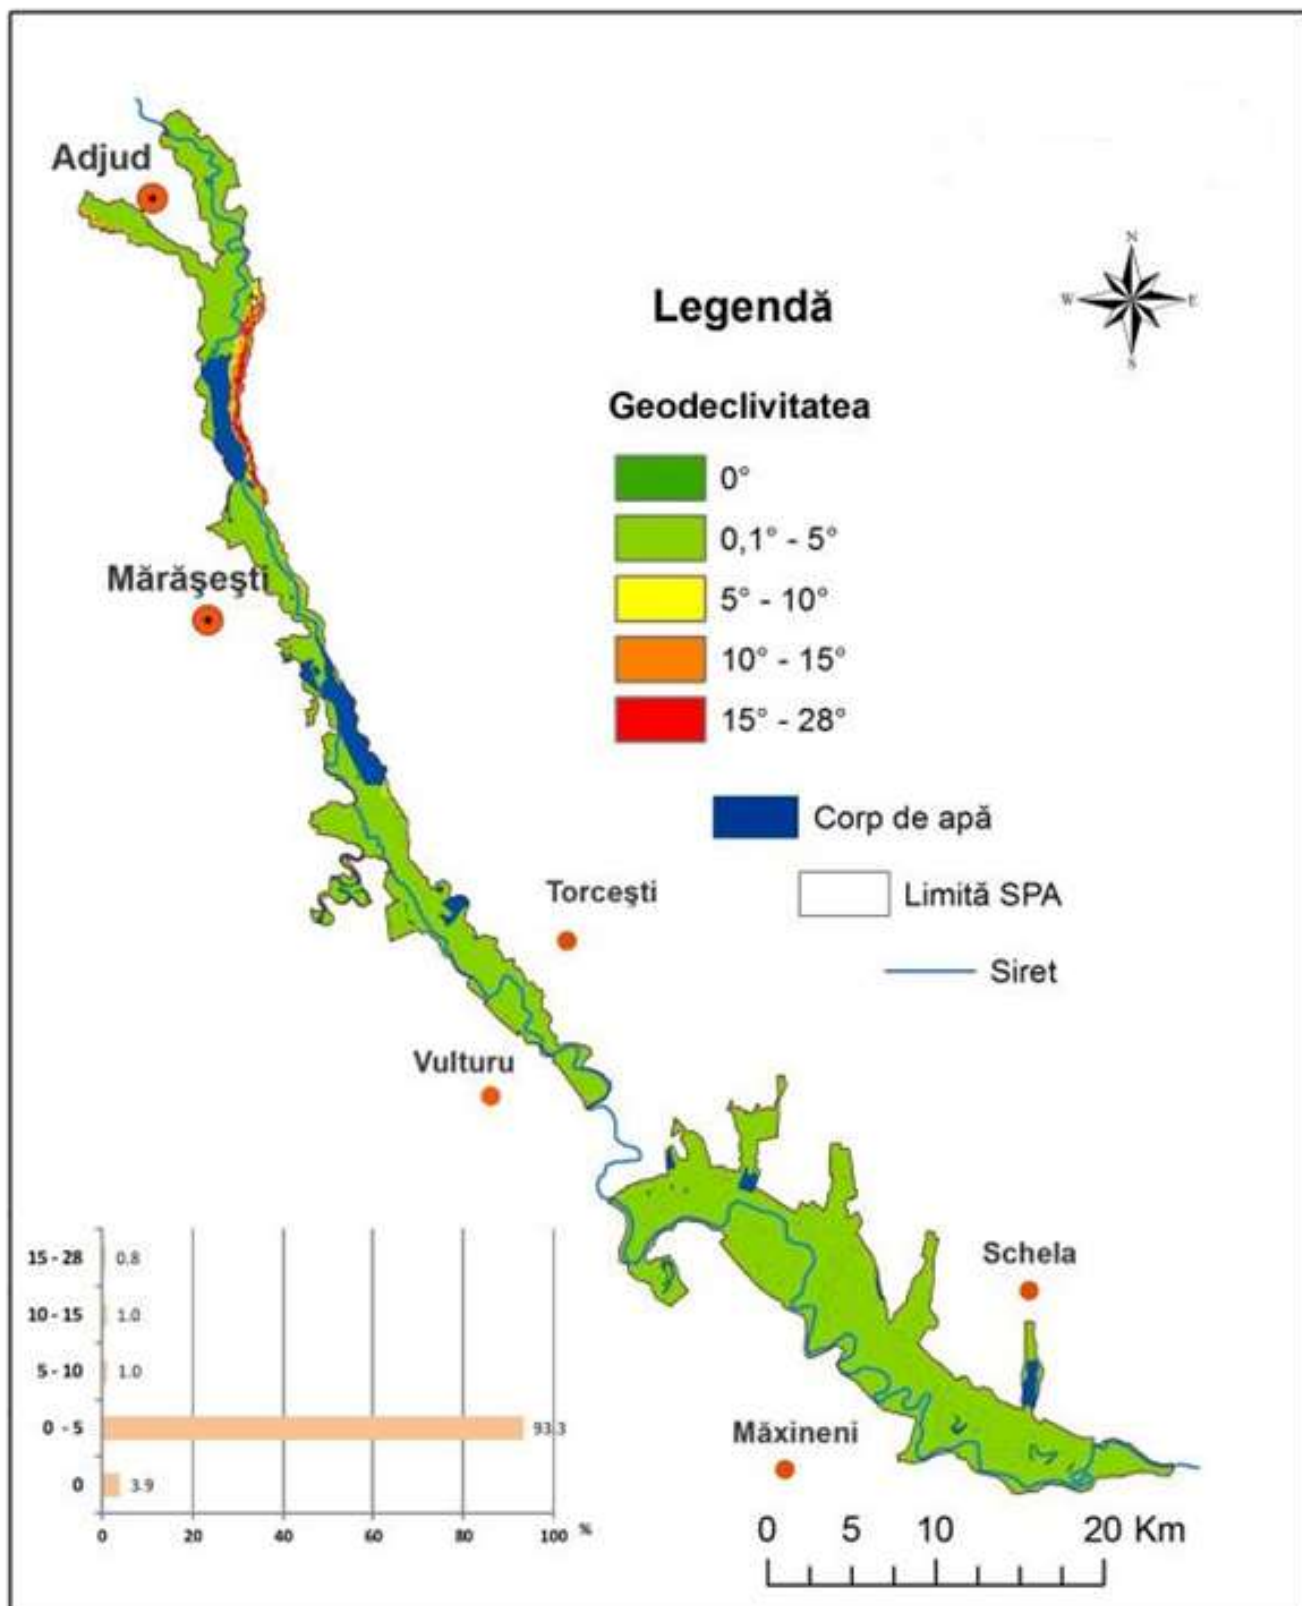 Adjud
N
W E
S
Legendă
Geodeclivitatea
0°
0,1° - 5°
5° - 10°
10° - 15°
15° - 28°
Mărăşeşti
Corp de apă
Limită SPA
Siret
Torceşti
Vulturu
Schela
Măxineni
15 - 28 0.8
10 - 15 1.0
5 - 10 1.0
0 - 5 93.3
0 3.9
0 20 40 60 80 100 %
0 5 10 20 Km